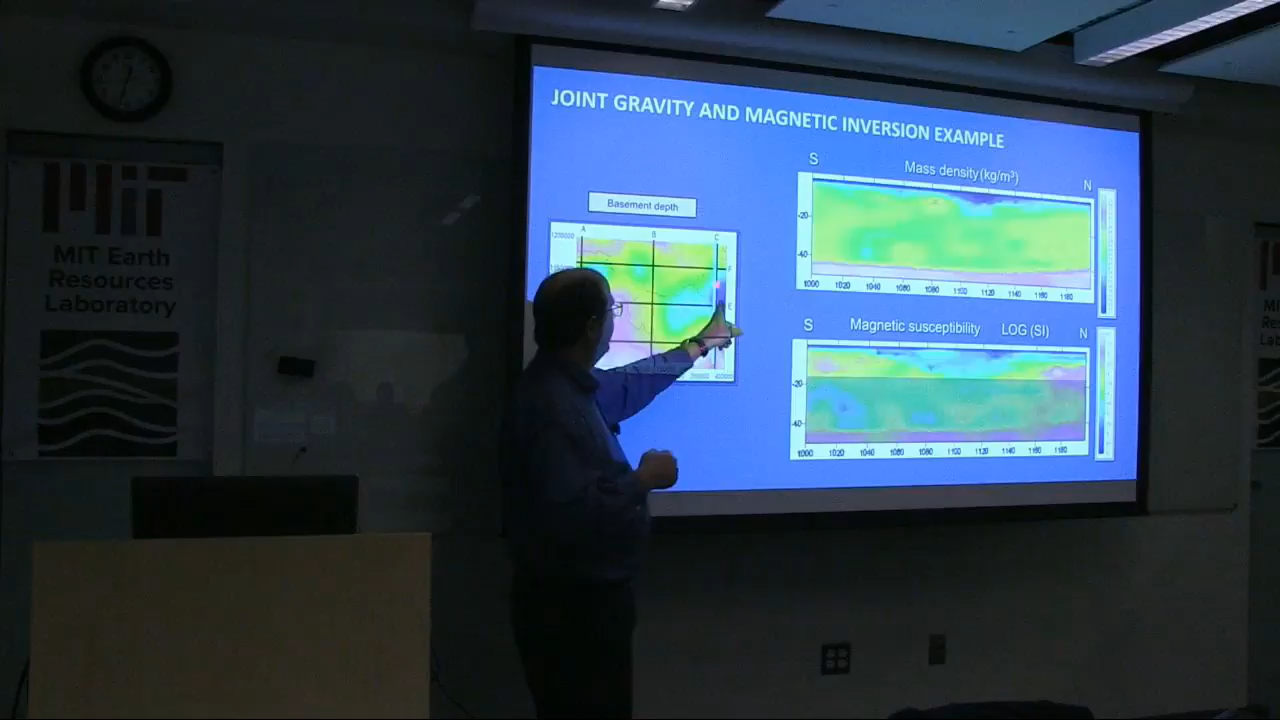 JOINT GRAVITY AND MAGNETIC INVERSION EXAMPLE
Basement depth
A B C
1200000
F
E
S Mass density (kg/m³) N
-20
-40
1000 1020 1040 1060 1080 1100 1120 1140 1160 1180
S Magnetic susceptibility LOG (SI) N
-20
-40
1000 1020 1040 1060 1080 1100 1120 1140 1160 1180
MIT
MIT Earth
Resources
Laboratory